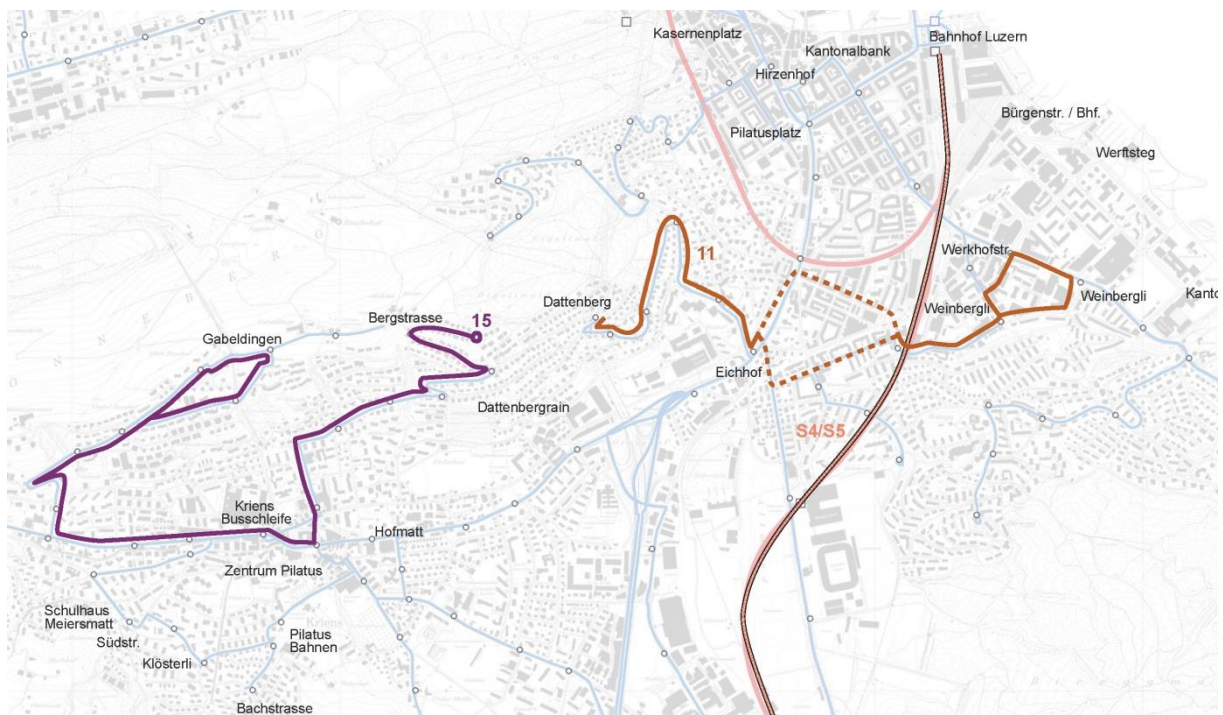 Kasernenplatz
Bahnhof Luzern
Kantonalbank
Hirzenhof
Bürgenstr. / Bhf.
Pilatusplatz
Werftsteg
11
Werkhofstr.
Weinbergli
Kanto
Dattenberg
Weinbergli
Bergstrasse
15
Gabeldingen
Eichhof
Dattenbergrain
S4/S5
Kriens
Busschleife
Hofmatt
Zentrum Pilatus
Schulhaus
Meiersmatt
Südstr.
Pilatus
Bahnen
Klösterli
Bachstrasse
Kriens